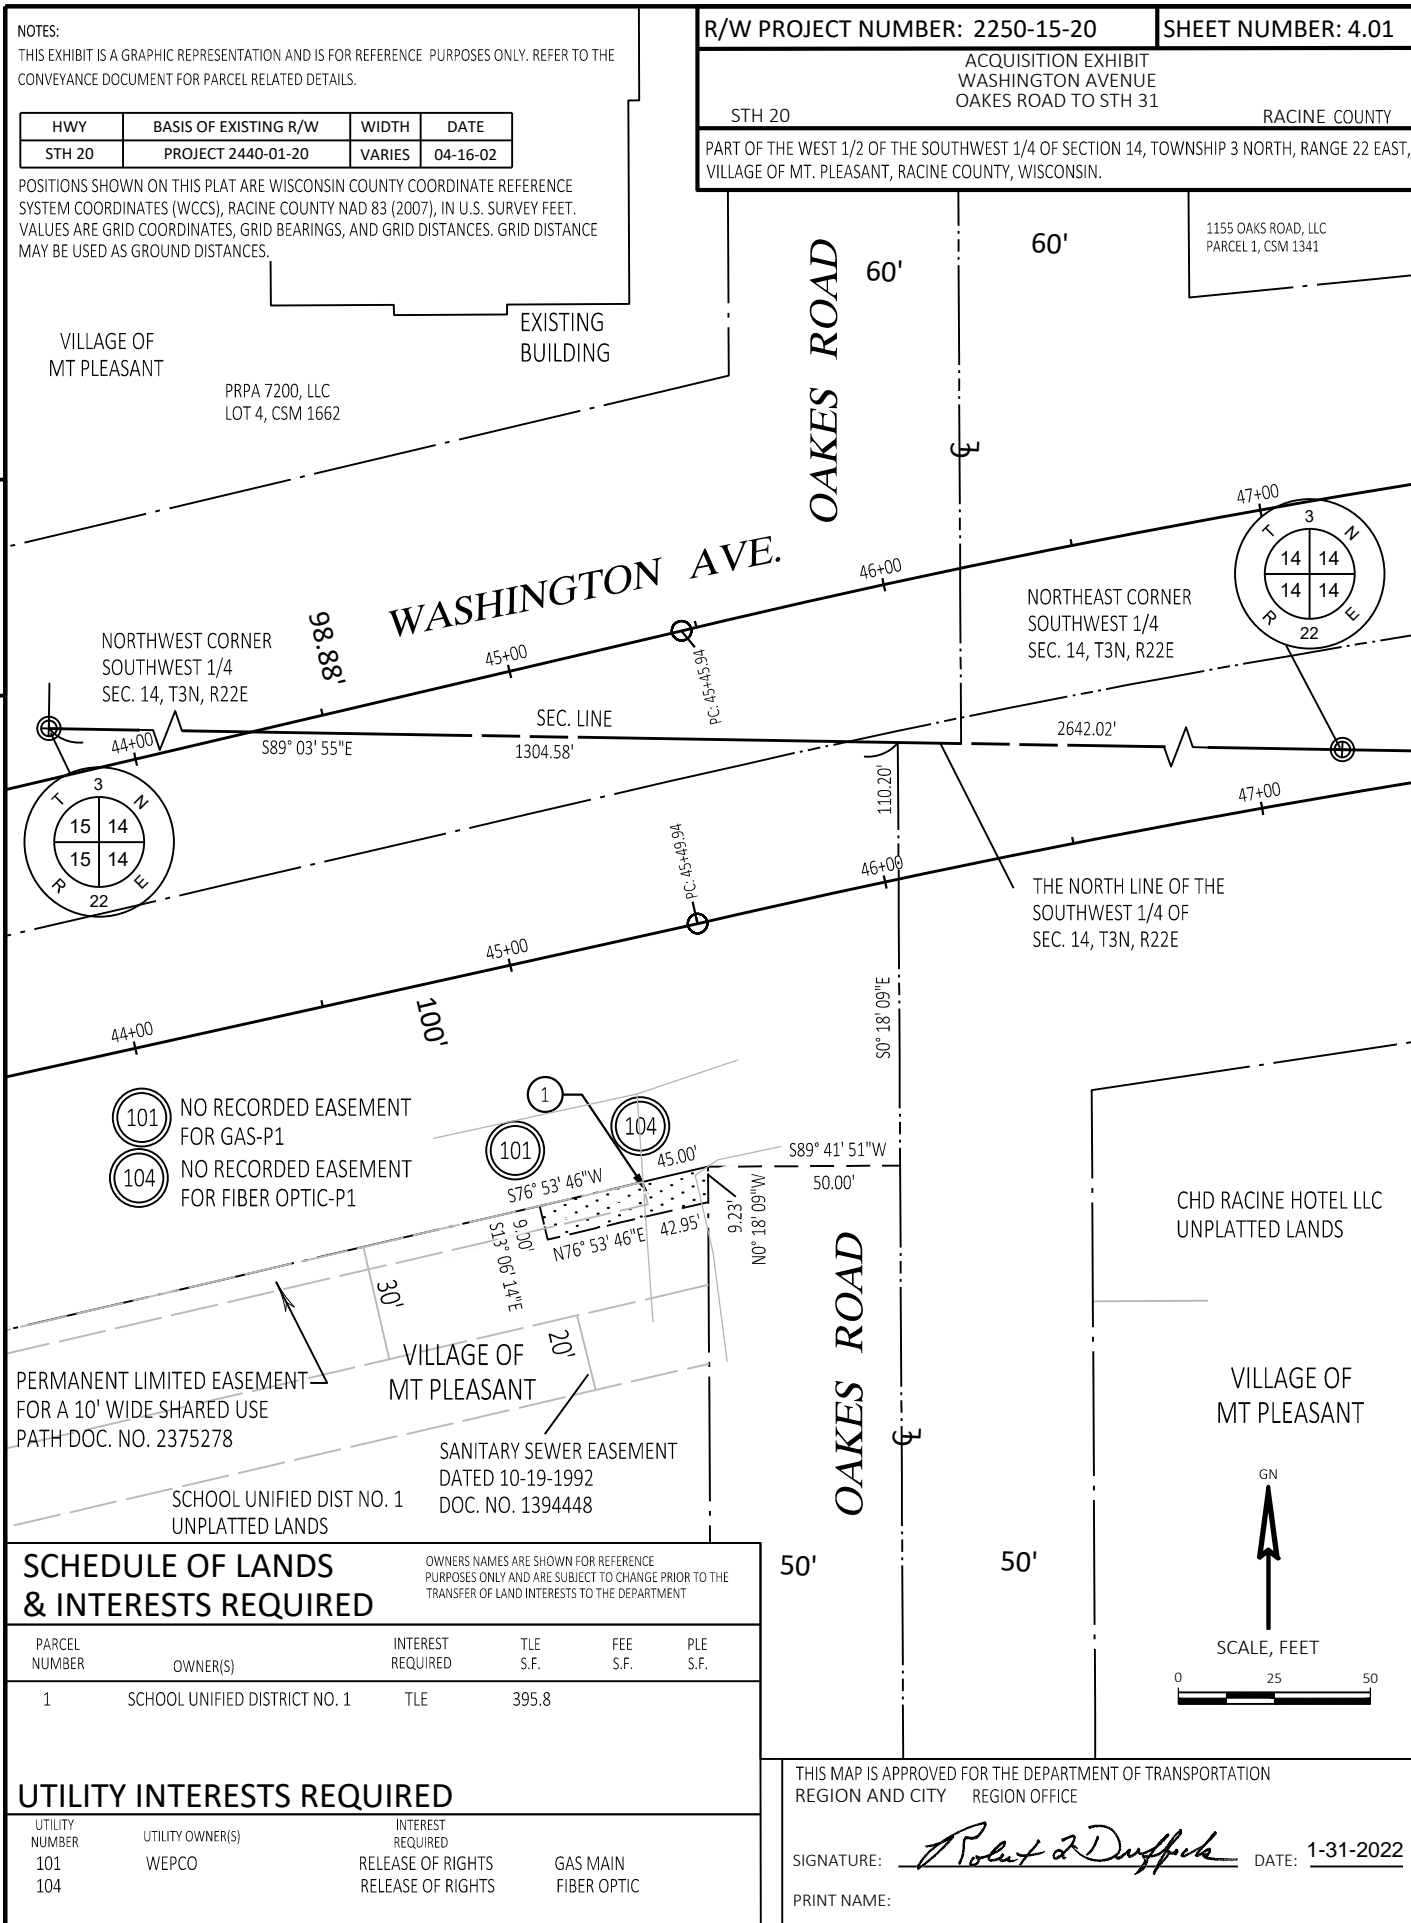 NOTES:
THIS EXHIBIT IS A GRAPHIC REPRESENTATION AND IS FOR REFERENCE PURPOSES ONLY. REFER TO THE
CONVEYANCE DOCUMENT FOR PARCEL RELATED DETAILS.
HWY BASIS OF EXISTING R/W WIDTH DATE
STH 20 PROJECT 2440-01-20 VARIES 04-16-02
POSITIONS SHOWN ON THIS PLAT ARE WISCONSIN COUNTY COORDINATE REFERENCE
SYSTEM COORDINATES (WCCS), RACINE COUNTY NAD 83 (2007), IN U.S. SURVEY FEET.
VALUES ARE GRID COORDINATES, GRID BEARINGS, AND GRID DISTANCES. GRID DISTANCE
MAY BE USED AS GROUND DISTANCES.
R/W PROJECT NUMBER: 2250-15-20 SHEET NUMBER: 4.01
ACQUISITION EXHIBIT
WASHINGTON AVENUE
OAKES ROAD TO STH 31
STH 20 RACINE COUNTY
PART OF THE WEST 1/2 OF THE SOUTHWEST 1/4 OF SECTION 14, TOWNSHIP 3 NORTH, RANGE 22 EAST,
VILLAGE OF MT. PLEASANT, RACINE COUNTY, WISCONSIN.
1155 OAKS ROAD, LLC
PARCEL 1, CSM 1341
60'
60'
OAKES ROAD
EXISTING
BUILDING
VILLAGE OF
MT PLEASANT
PRPA 7200, LLC
LOT 4, CSM 1662
℄
WASHINGTON AVE.
47+00
46+00
45+00
44+00
PC: 45+45.94
98.88'
3
T N
14 14
14 14
R E
22
NORTHEAST CORNER
SOUTHWEST 1/4
SEC. 14, T3N, R22E
NORTHWEST CORNER
SOUTHWEST 1/4
SEC. 14, T3N, R22E
SEC. LINE
S89° 03' 55"E
1304.58'
2642.02'
110.20'
3
T N
15 14
15 14
R E
22
47+00
46+00
45+00
44+00
PC: 45+49.94
100'
THE NORTH LINE OF THE
SOUTHWEST 1/4 OF
SEC. 14, T3N, R22E
S0° 18' 09"E
101 NO RECORDED EASEMENT
FOR GAS-P1
104 NO RECORDED EASEMENT
FOR FIBER OPTIC-P1
1
101
104
45.00'
S76° 53' 46"W
S89° 41' 51"W
50.00'
9.00'
S13° 06' 14"E
N76° 53' 46"E 42.95'
9.23'
N0° 18' 09"W
30'
20'
CHD RACINE HOTEL LLC
UNPLATTED LANDS
OAKES ROAD
℄
VILLAGE OF
MT PLEASANT
PERMANENT LIMITED EASEMENT
FOR A 10' WIDE SHARED USE
PATH DOC. NO. 2375278
VILLAGE OF
MT PLEASANT
SANITARY SEWER EASEMENT
DATED 10-19-1992
DOC. NO. 1394448
SCHOOL UNIFIED DIST NO. 1
UNPLATTED LANDS
50'
50'
GN
SCALE, FEET
0 25 50
SCHEDULE OF LANDS
& INTERESTS REQUIRED
OWNERS NAMES ARE SHOWN FOR REFERENCE
PURPOSES ONLY AND ARE SUBJECT TO CHANGE PRIOR TO THE
TRANSFER OF LAND INTERESTS TO THE DEPARTMENT
PARCEL
NUMBER OWNER(S) INTEREST
REQUIRED TLE
S.F. FEE
S.F. PLE
S.F.
1 SCHOOL UNIFIED DISTRICT NO. 1 TLE 395.8
UTILITY INTERESTS REQUIRED
UTILITY
NUMBER UTILITY OWNER(S) INTEREST
REQUIRED
101 WEPCO RELEASE OF RIGHTS GAS MAIN
104 RELEASE OF RIGHTS FIBER OPTIC
THIS MAP IS APPROVED FOR THE DEPARTMENT OF TRANSPORTATION
REGION AND CITY REGION OFFICE
SIGNATURE: DATE: 1-31-2022
PRINT NAME: